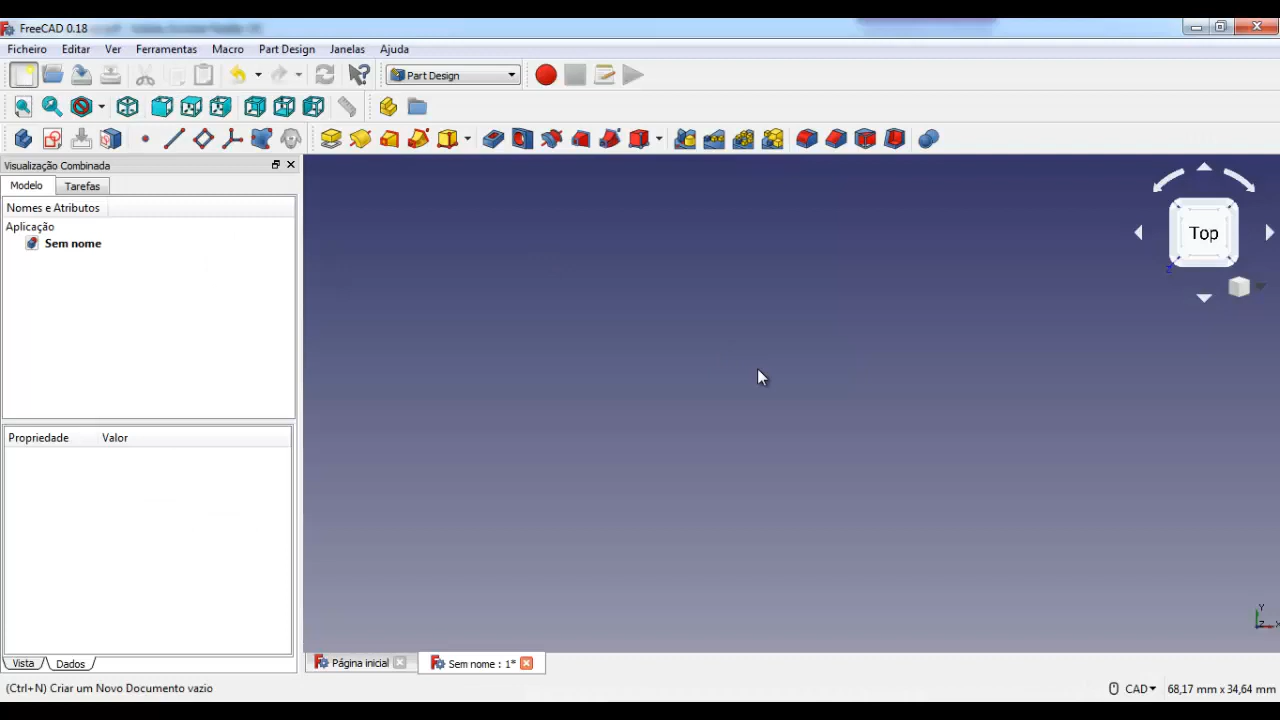 FreeCAD 0.18
Ficheiro Editar Ver Ferramentas Macro Part Design Janelas Ajuda
Part Design
Visualização Combinada
Modelo Tarefas
Nomes e Atributos
Aplicação
Sem nome
Top
Z
Propriedade Valor
Y
Z X
Vista Dados
Página inicial Sem nome : 1*
(Ctrl+N) Criar um Novo Documento vazio
CAD 68,17 mm x 34,64 mm